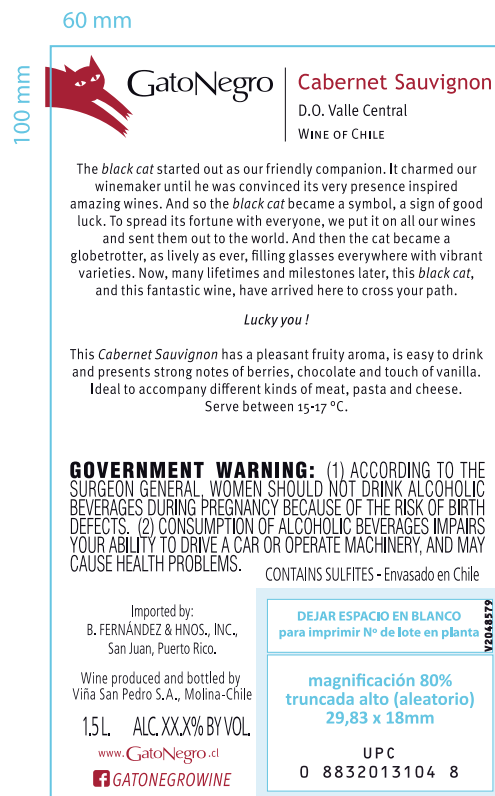 60 mm
100 mm
GatoNegro
Cabernet Sauvignon
D.O. Valle Central
WINE OF CHILE
The black cat started out as our friendly companion. It charmed our
winemaker until he was convinced its very presence inspired
amazing wines. And so the black cat became a symbol, a sign of good
luck. To spread its fortune with everyone, we put it on all our wines
and sent them out to the world. And then the cat became a
globetrotter, as lively as ever, filling glasses everywhere with vibrant
varieties. Now, many lifetimes and milestones later, this black cat,
and this fantastic wine, have arrived here to cross your path.
Lucky you !
This Cabernet Sauvignon has a pleasant fruity aroma, is easy to drink
and presents strong notes of berries, chocolate and touch of vanilla.
Ideal to accompany different kinds of meat, pasta and cheese.
Serve between 15-17 °C.
GOVERNMENT WARNING: (1) ACCORDING TO THE
SURGEON GENERAL, WOMEN SHOULD NOT DRINK ALCOHOLIC
BEVERAGES DURING PREGNANCY BECAUSE OF THE RISK OF BIRTH
DEFECTS. (2) CONSUMPTION OF ALCOHOLIC BEVERAGES IMPAIRS
YOUR ABILITY TO DRIVE A CAR OR OPERATE MACHINERY, AND MAY
CAUSE HEALTH PROBLEMS.
CONTAINS SULFITES - Envasado en Chile
Imported by:
B. FERNÁNDEZ & HNOS., INC.,
San Juan, Puerto Rico.
Wine produced and bottled by
Viña San Pedro S.A., Molina-Chile
1.5 L. ALC. XX.X% BY VOL.
www.GatoNegro.cl
f GATONEGROWINE
DEJAR ESPACIO EN BLANCO
para imprimir Nº de lote en planta
V2048579
magnificación 80%
truncada alto (aleatorio)
29,83 x 18mm
UPC
0 8832013104 8